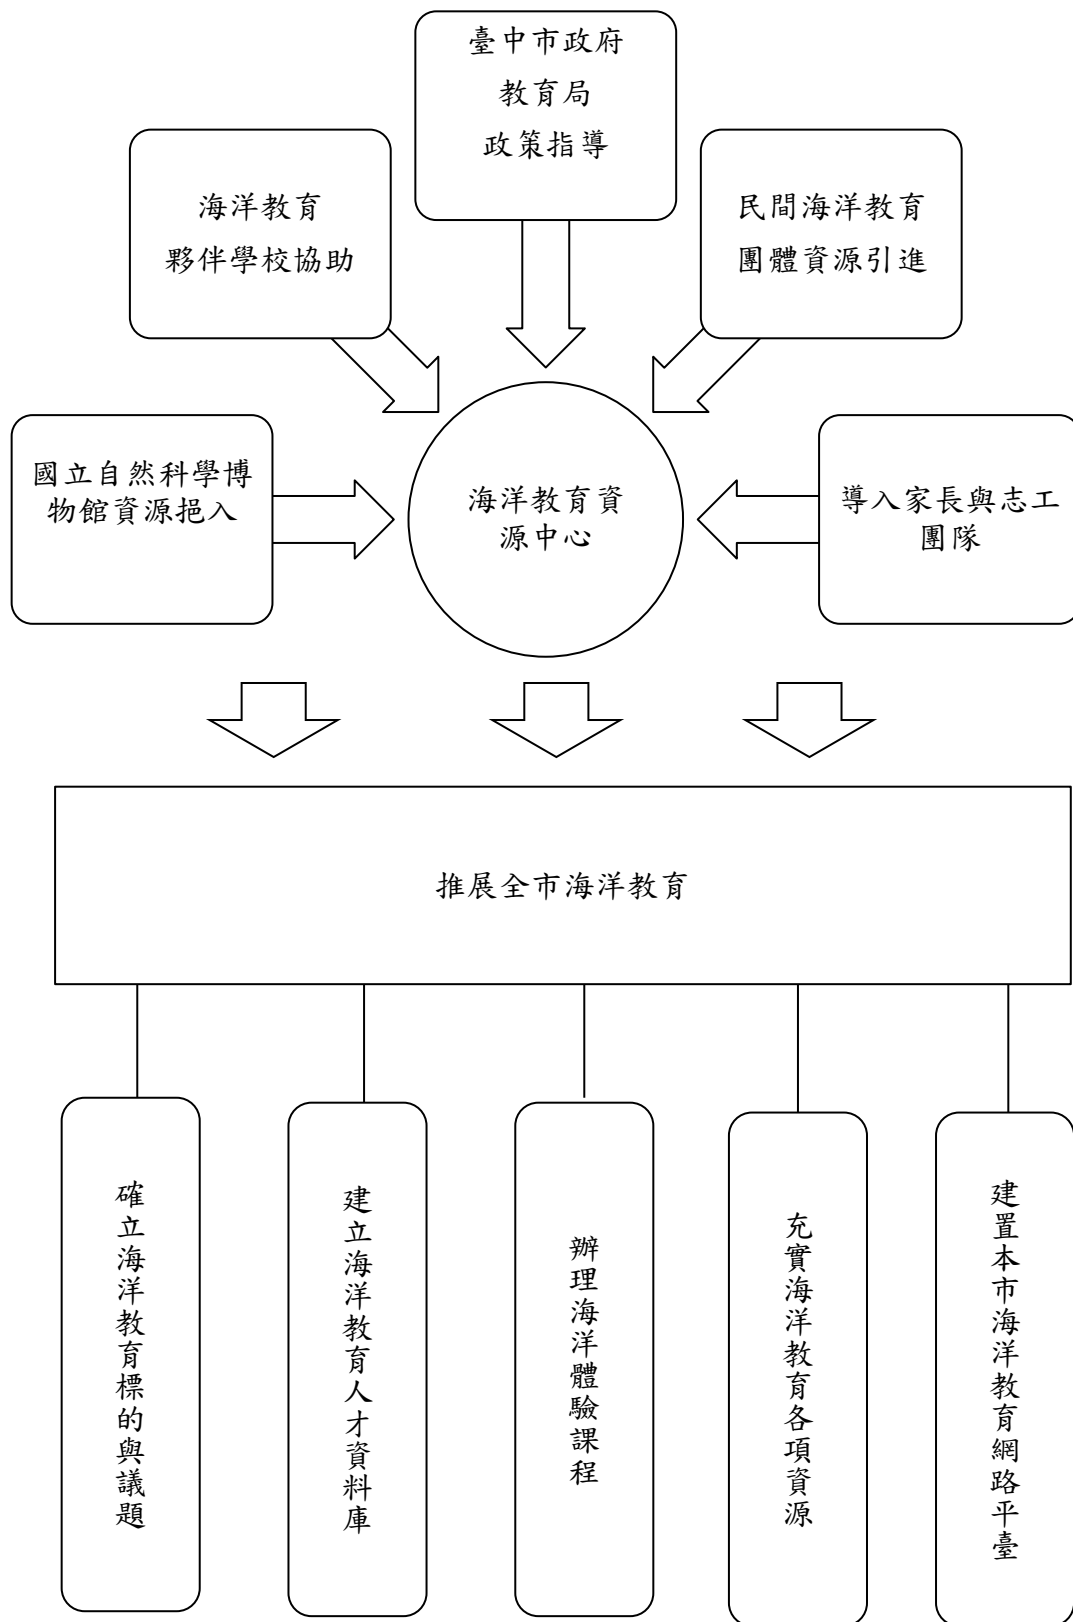 臺中市政府
教育局
政策指導
海洋教育
夥伴學校協助
民間海洋教育
團體資源引進
國立自然科學博
物館資源挹入
海洋教育資
源中心
導入家長與志工
團隊
推展全市海洋教育
確立海洋教育標的與議題
建立海洋教育人才資料庫
辦理海洋體驗課程
充實海洋教育各項資源
建置本市海洋教育網路平臺